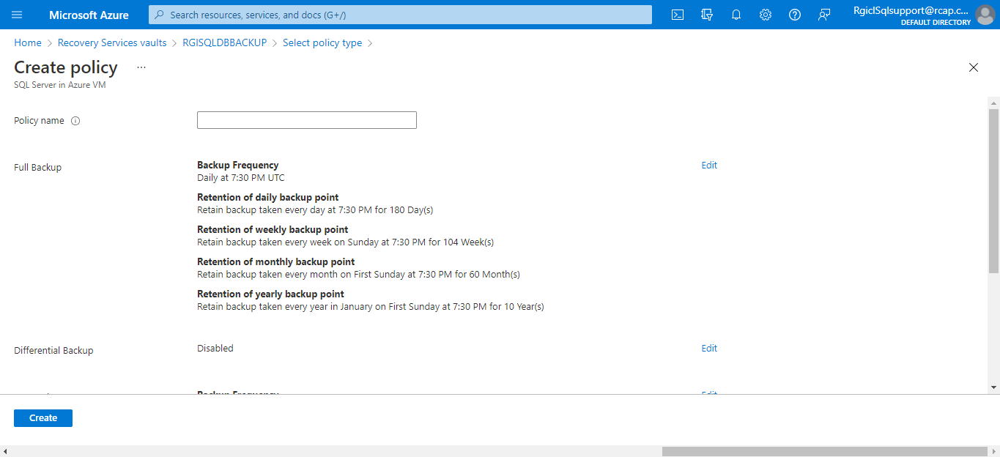 Microsoft Azure
Search resources, services, and docs (G+/)
RgiclSqlsupport@rcap.c...
DEFAULT DIRECTORY
Home > Recovery Services vaults > RGISQLDBBACKUP > Select policy type >
Create policy ...
SQL Server in Azure VM
Policy name
Full Backup
Backup Frequency
Edit
Daily at 7:30 PM UTC
Retention of daily backup point
Retain backup taken every day at 7:30 PM for 180 Day(s)
Retention of weekly backup point
Retain backup taken every week on Sunday at 7:30 PM for 104 Week(s)
Retention of monthly backup point
Retain backup taken every month on First Sunday at 7:30 PM for 60 Month(s)
Retention of yearly backup point
Retain backup taken every year in January on First Sunday at 7:30 PM for 10 Year(s)
Differential Backup
Disabled
Edit
Backup Frequency
Edit
Create